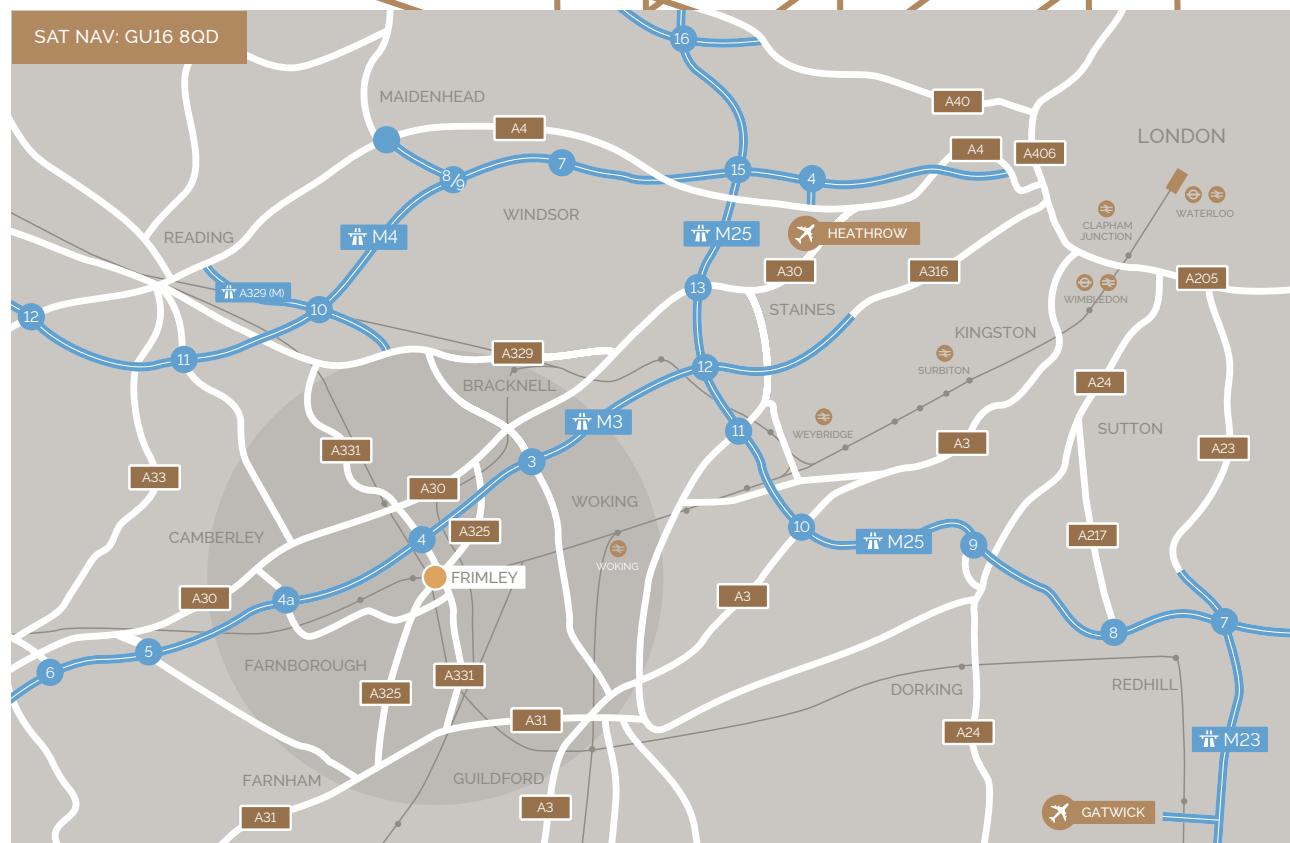 SAT NAV: GU16 8QD
16
MAIDENHEAD
A40
A4
LONDON
A4
A406
8/9
7
15
4
WINDSOR
CLAPHAM
JUNCTION
WATERLOO
READING
M4
M25
HEATHROW
A30
A316
A205
A329 (M)
13
WIMBLEDON
10
12
STAINES
KINGSTON
11
A329
12
SURBITON
BRACKNELL
A24
M3
11
WEYBRIDGE
SUTTON
A331
A3
A23
3
A33
A30
WOKING
CAMBERLEY
A325
4
10
M25
9
A217
WOKING
FRIMLEY
A30
4a
A3
5
8
7
6
FARNBOROUGH
A331
A325
DORKING
REDHILL
A31
A24
M23
FARNHAM
GUILDFORD
A3
A31
GATWICK